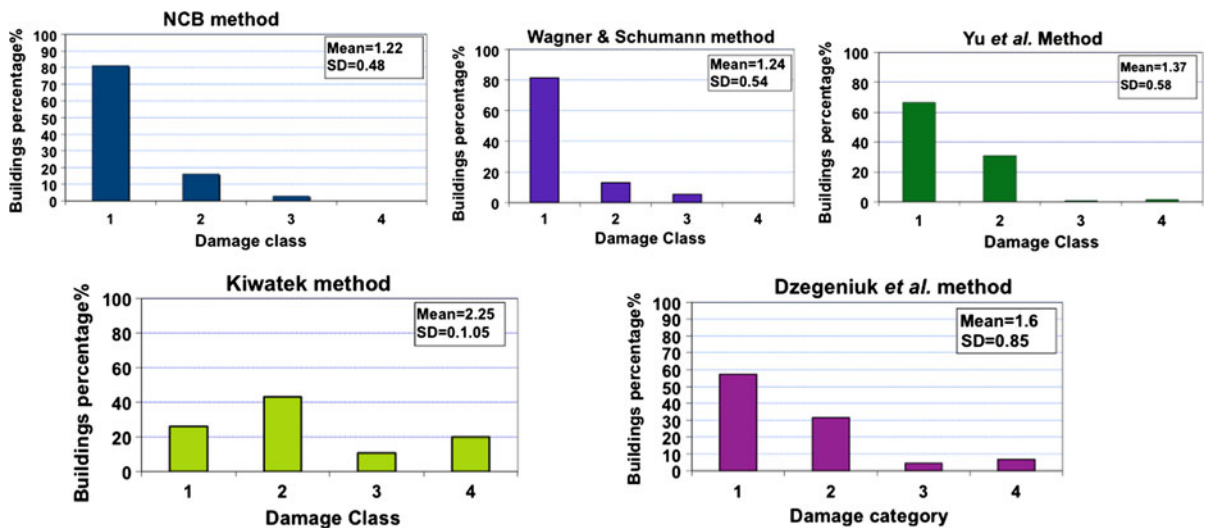 NCB method
Buildings percentage%
100
90
80
70
60
50
40
30
20
10
0
Mean=1.22
SD=0.48
1 2 3 4
Damage class
Wagner & Schumann method
Buildings percentage%
100
80
60
40
20
0
Mean=1.24
SD=0.54
1 2 3 4
Damage Class
Yu et al. Method
Buildings percentage%
100
80
60
40
20
0
Mean=1.37
SD=0.58
1 2 3 4
Damage Class
Kiwatek method
Buildings percentage%
100
80
60
40
20
0
Mean=2.25
SD=0.1.05
1 2 3 4
Damage Class
Dzegeniuk et al. method
Buildings percentage%
100
90
80
70
60
50
40
30
20
10
0
Mean=1.6
SD=0.85
1 2 3 4
Damage category